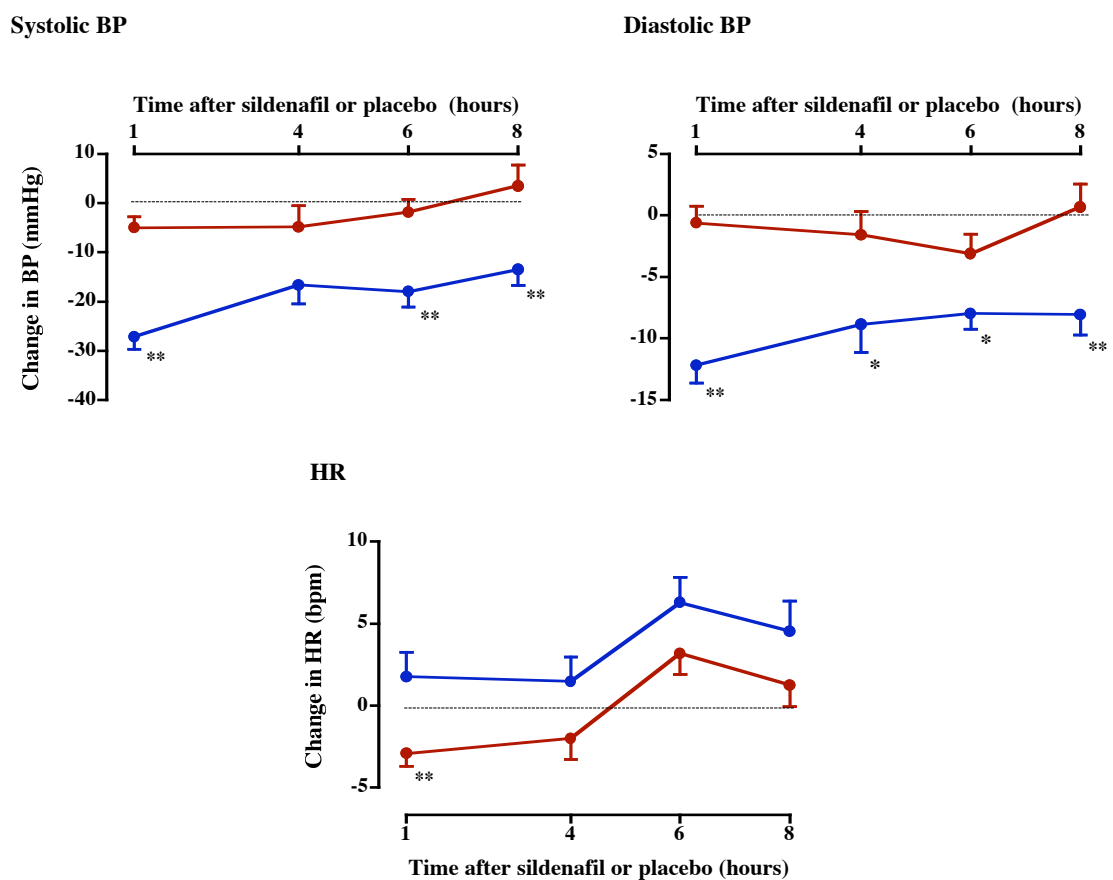 Systolic BP
Diastolic BP
Time after sildenafil or placebo (hours)
Time after sildenafil or placebo (hours)
1 4 6 8
1 4 6 8
10
0
-10
-20
-30
-40
Change in BP (mmHg)
** ** **
5
0
-5
-10
-15
** * * **
HR
10
5
0
-5
Change in HR (bpm)
**
1 4 6 8
Time after sildenafil or placebo (hours)